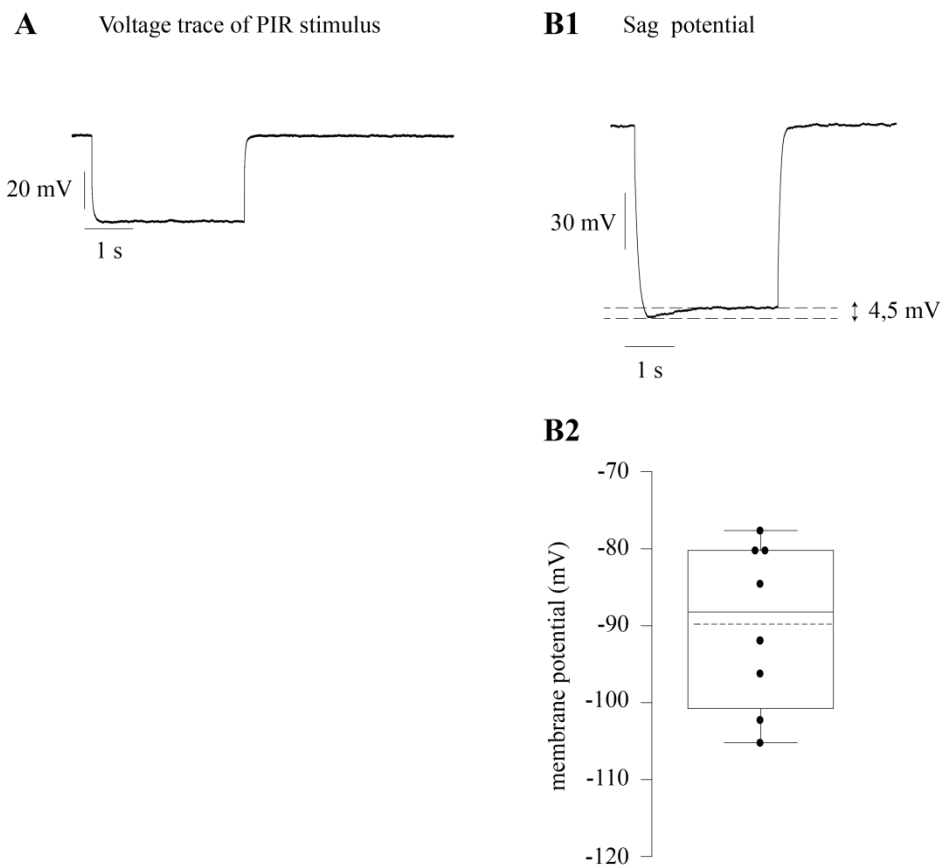 A Voltage trace of PIR stimulus
20 mV
1 s
B1 Sag potential
30 mV
4,5 mV
1 s
B2
membrane potential (mV)
-70
-80
-90
-100
-110
-120